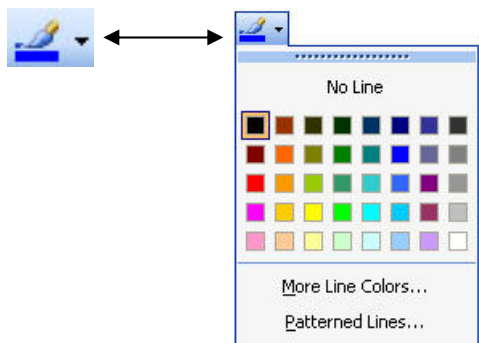 No Line
More Line Colors...
Patterned Lines...